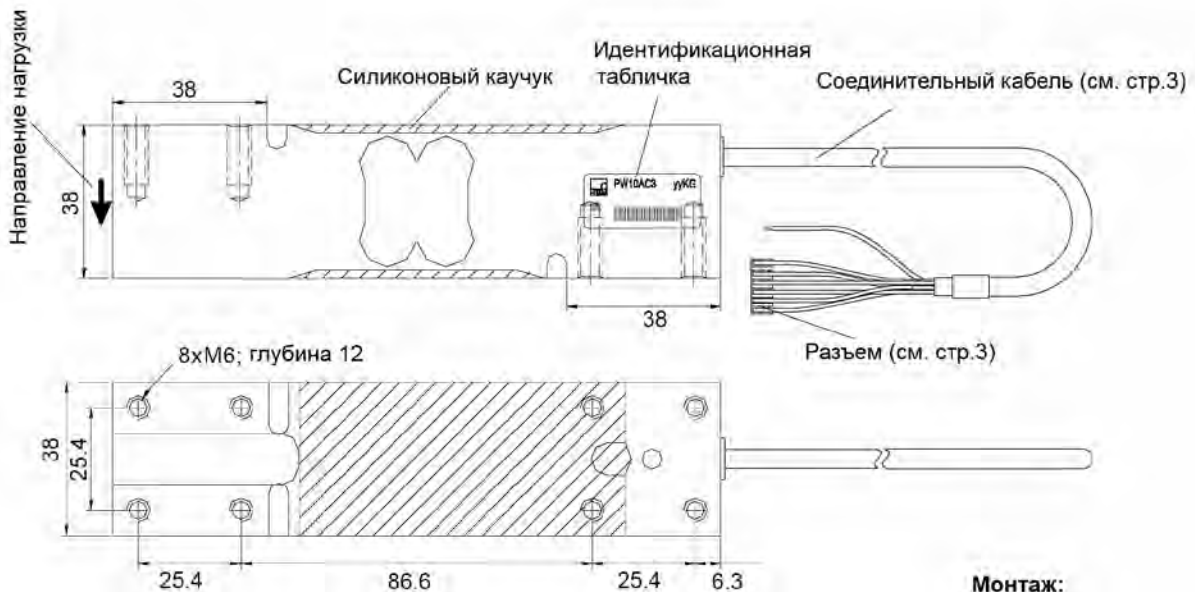 Идентификационная
табличка
Силиконовый каучук
Соединительный кабель (см. стр.3)
Направление нагрузки
38
38
PW10AC3 yyKG
38
Разъем (см. стр.3)
8xM6; глубина 12
38
25.4
25.4
86.6
25.4
6.3
Монтаж: